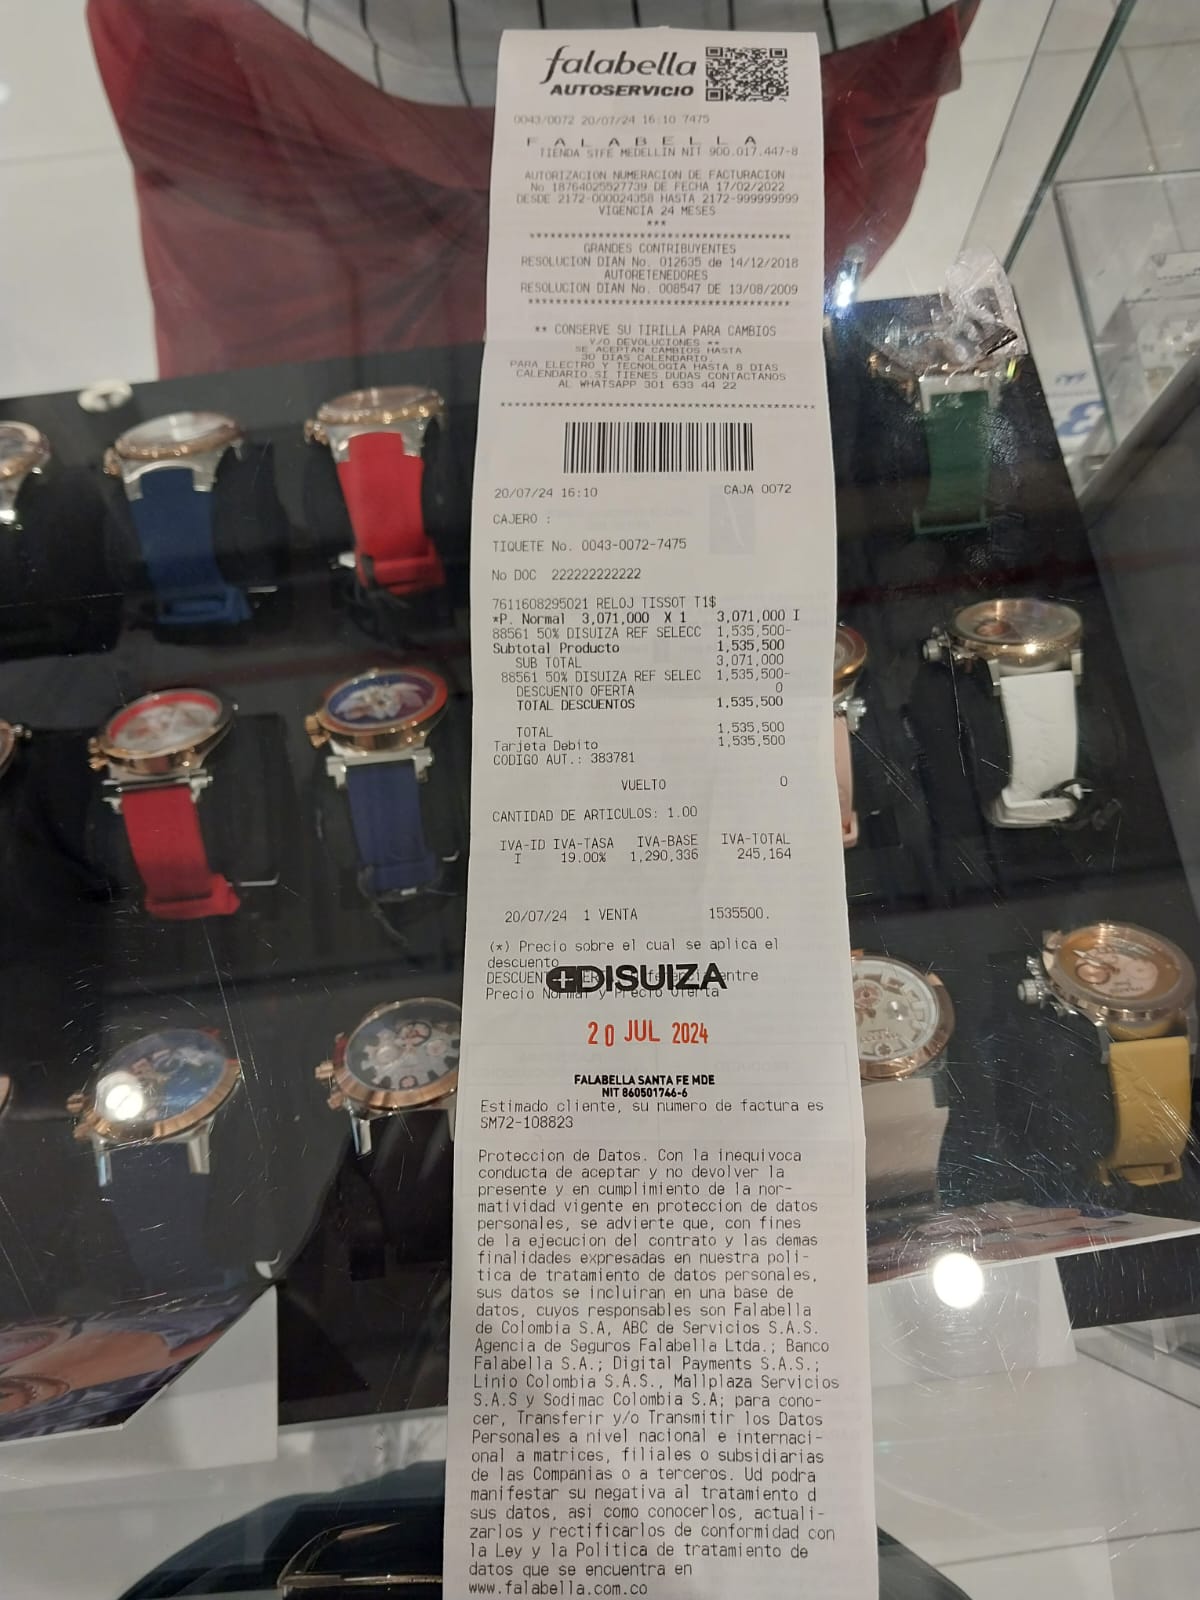 falabella
AUTOSERVICIO
0043/0072 20/07/24 16:10 7475
F A L A B E L L A
TIENDA STFE MEDELLIN NIT 900.017.447-8
AUTORIZACION NUMERACION DE FACTURACION
No 18764025527739 DE FECHA 17/02/2022
DESDE 2172-000024358 HASTA 2172-999999999
VIGENCIA 24 MESES
***
****************************************
GRANDES CONTRIBUYENTES
RESOLUCION DIAN No. 012635 de 14/12/2018
AUTORETENEDORES
RESOLUCION DIAN No. 008547 DE 13/08/2009
****************************************
** CONSERVE SU TIRILLA PARA CAMBIOS
Y/O DEVOLUCIONES **
SE ACEPTAN CAMBIOS HASTA
30 DIAS CALENDARIO.
PARA ELECTRO Y TECNOLOGIA HASTA 8 DIAS
CALENDARIO.SI TIENES DUDAS CONTACTANOS
AL WHATSAPP 301 633 44 22
****************************************
20/07/24 16:10 CAJA 0072
CAJERO :
TIQUETE No. 0043-0072-7475
No DOC 222222222222
7611608295021 RELOJ TISSOT T1$
*P. Normal 3,071,000 X 1 3,071,000 I
88561 50% DISUIZA REF SELECC 1,535,500-
Subtotal Producto 1,535,500
SUB TOTAL 3,071,000
88561 50% DISUIZA REF SELEC 1,535,500-
DESCUENTO OFERTA 0
TOTAL DESCUENTOS 1,535,500
TOTAL 1,535,500
Tarjeta Debito 1,535,500
CODIGO AUT.: 383781
VUELTO 0
CANTIDAD DE ARTICULOS: 1.00
IVA-ID IVA-TASA IVA-BASE IVA-TOTAL
I 19.00% 1,290,336 245,164
20/07/24 1 VENTA 1535500.
(*) Precio sobre el cual se aplica el
descuento
DISUIZA
entre
Precio Normal y Precio Oferta
20 JUL 2024
FALABELLA SANTA FE MDE
NIT 860501746-6
Estimado cliente, su numero de factura es
SM72-108823
Proteccion de Datos. Con la inequivoca
conducta de aceptar y no devolver la
presente y en cumplimiento de la nor-
matividad vigente en proteccion de datos
personales, se advierte que, con fines
de la ejecucion del contrato y las demas
finalidades expresadas en nuestra poli-
tica de tratamiento de datos personales,
sus datos se incluiran en una base de
datos, cuyos responsables son Falabella
de Colombia S.A, ABC de Servicios S.A.S.
Agencia de Seguros Falabella Ltda.; Banco
Falabella S.A.; Digital Payments S.A.S.;
Linio Colombia S.A.S., Mallplaza Servicios
S.A.S y Sodimac Colombia S.A; para cono-
cer, Transferir y/o Transmitir los Datos
Personales a nivel nacional e internaci-
onal a matrices, filiales o subsidiarias
de las Companias o a terceros. Ud podra
manifestar su negativa al tratamiento d
sus datos, asi como conocerlos, actuali-
zarlos y rectificarlos de conformidad con
la Ley y la Politica de tratamiento de
datos que se encuentra en
www.falabella.com.co